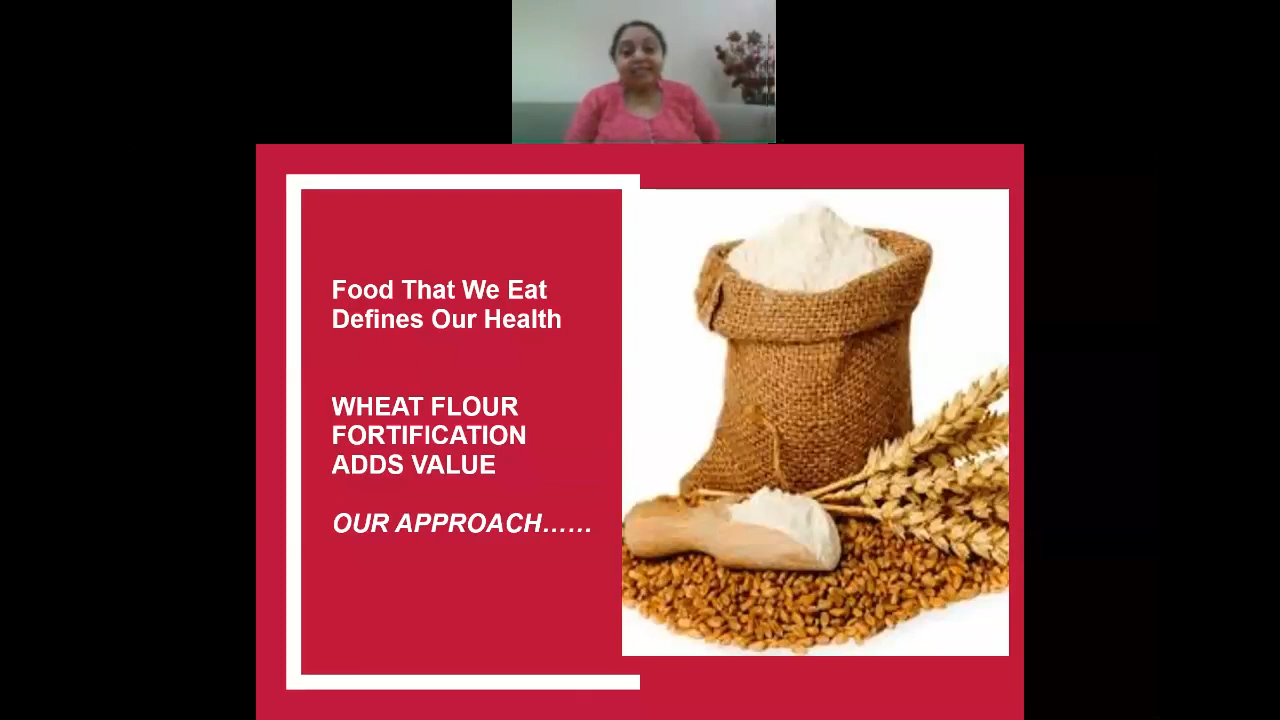 Food That We Eat
Defines Our Health
WHEAT FLOUR
FORTIFICATION
ADDS VALUE
OUR APPROACH……